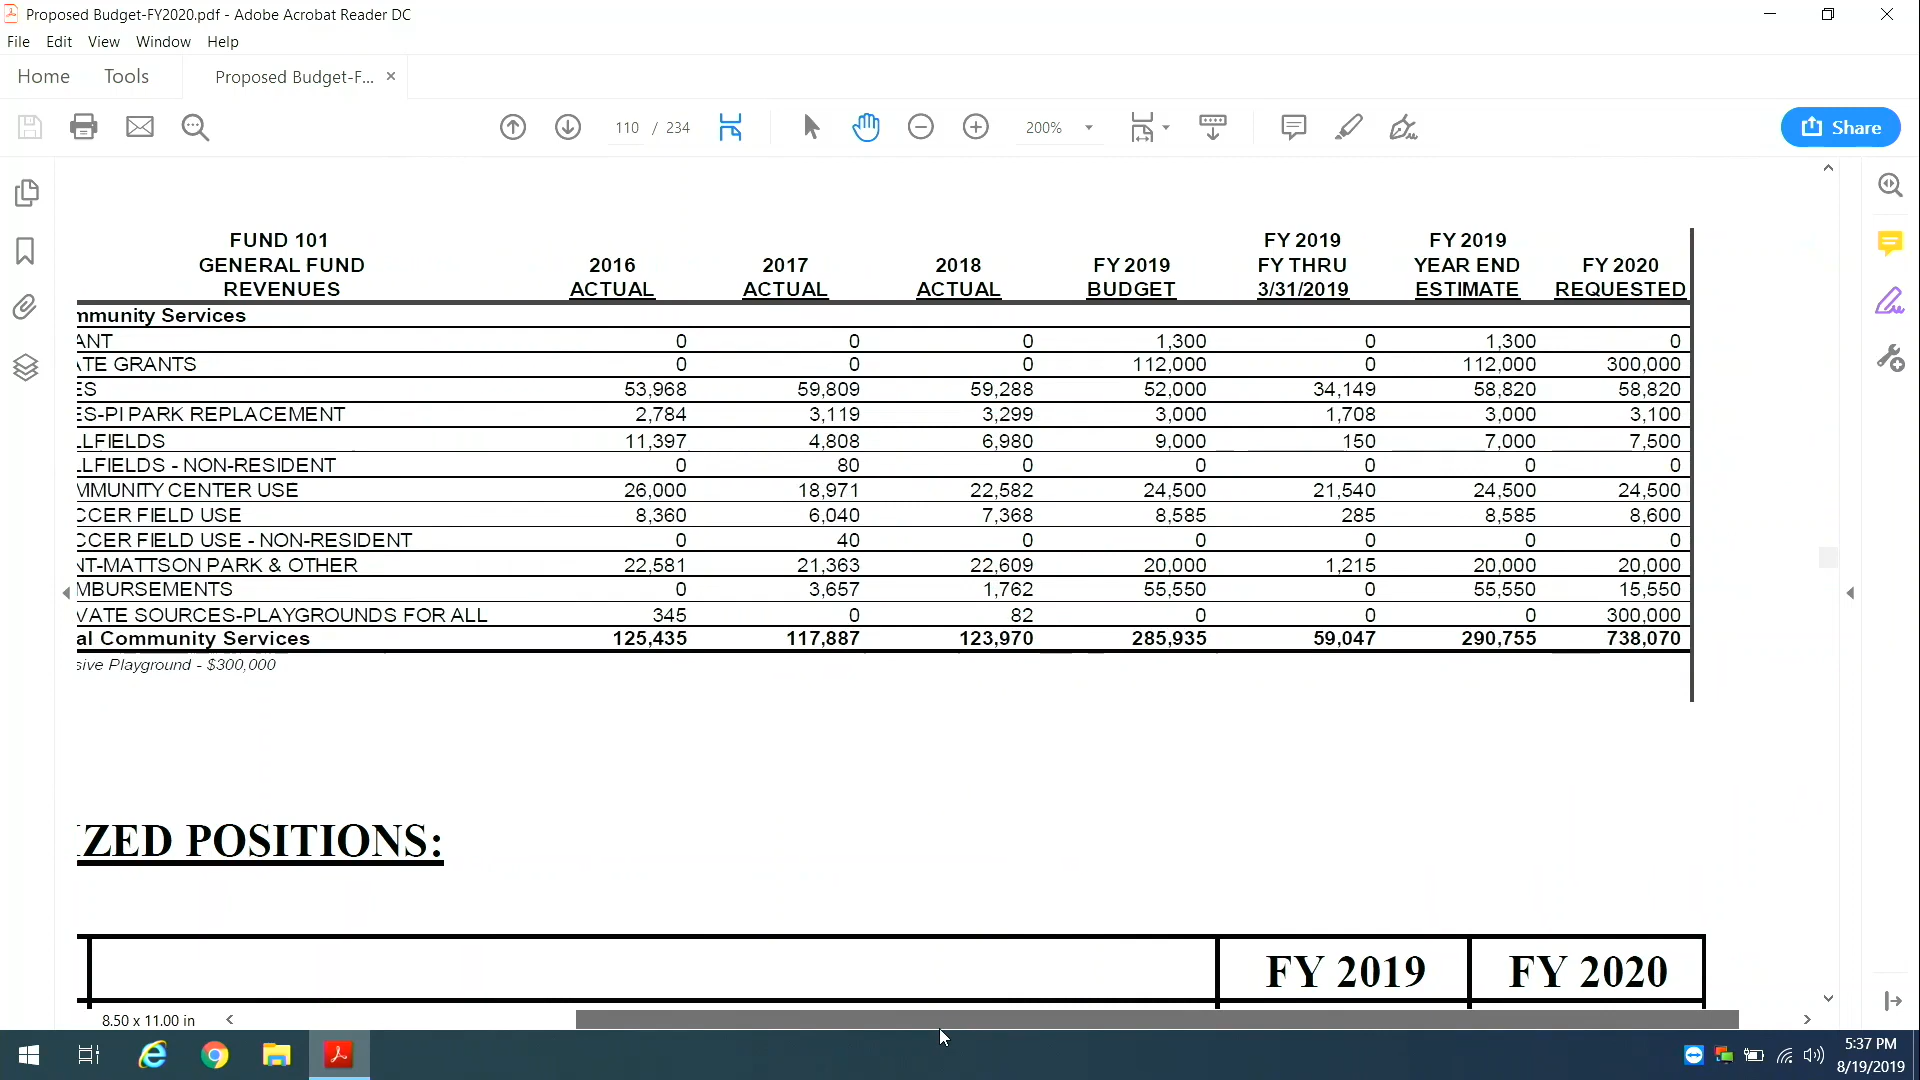 Proposed Budget-FY2020.pdf - Adobe Acrobat Reader DC
File Edit View Window Help
Home Tools Proposed Budget-F... ×
110 / 234 200% Share
FUND 101 FY 2019 FY 2019
GENERAL FUND 2016 2017 2018 FY 2019 FY THRU YEAR END FY 2020
REVENUES ACTUAL ACTUAL ACTUAL BUDGET 3/31/2019 ESTIMATE REQUESTED
mmunity Services
ANT 0 0 0 1,300 0 1,300 0
ATE GRANTS 0 0 0 112,000 0 112,000 300,000
ES 53,968 59,809 59,288 52,000 34,149 58,820 58,820
ES-PI PARK REPLACEMENT 2,784 3,119 3,299 3,000 1,708 3,000 3,100
LLFIELDS 11,397 4,808 6,980 9,000 150 7,000 7,500
LLFIELDS - NON-RESIDENT 0 80 0 0 0 0 0
MMUNITY CENTER USE 26,000 18,971 22,582 24,500 21,540 24,500 24,500
CCER FIELD USE 8,360 6,040 7,368 8,585 285 8,585 8,600
CCER FIELD USE - NON-RESIDENT 0 40 0 0 0 0 0
NT-MATTSON PARK & OTHER 22,581 21,363 22,609 20,000 1,215 20,000 20,000
MBURSEMENTS 0 3,657 1,762 55,550 0 55,550 15,550
VATE SOURCES-PLAYGROUNDS FOR ALL 345 0 82 0 0 0 300,000
al Community Services 125,435 117,887 123,970 285,935 59,047 290,755 738,070
sive Playground - $300,000
IZED POSITIONS:
FY 2019 FY 2020
8.50 x 11.00 in
5:37 PM
8/19/2019